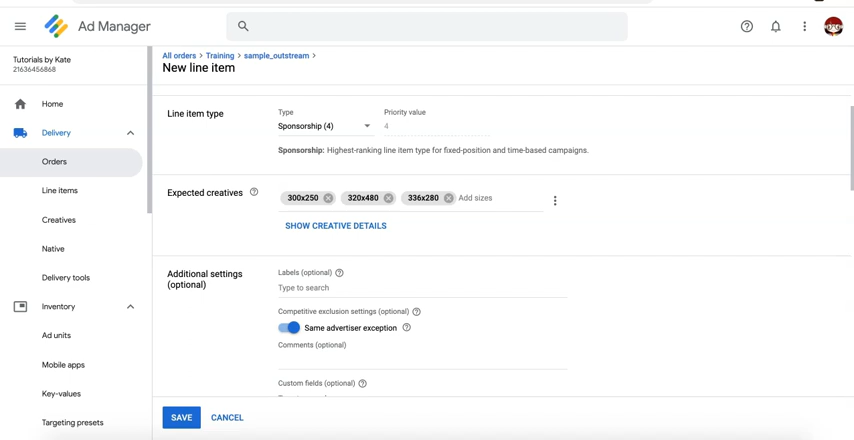 Ad Manager
Tutorials by Kate
21636456868
Home
Delivery
Orders
Line items
Creatives
Native
Delivery tools
Inventory
Ad units
Mobile apps
Key-values
Targeting presets
All orders > Training > sample_outstream >
New line item
Line item type
Type
Priority value
Sponsorship (4)
4
Sponsorship: Highest-ranking line item type for fixed-position and time-based campaigns.
Expected creatives
300x250 320x480 336x280 Add sizes
SHOW CREATIVE DETAILS
Additional settings
(optional)
Labels (optional)
Type to search
Competitive exclusion settings (optional)
Same advertiser exception
Comments (optional)
Custom fields (optional)
SAVE CANCEL